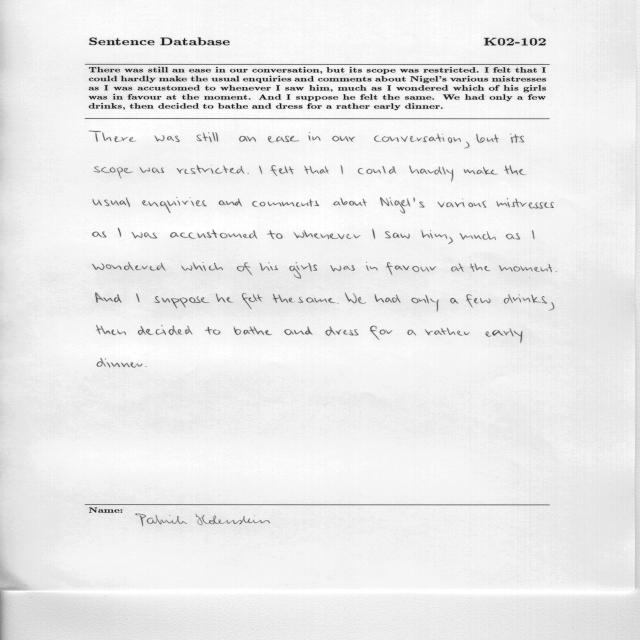 Sentence Database K02-102
There was still an ease in our conversation, but its scope was restricted. I felt that I
could hardly make the usual enquiries and comments about Nigel's various mistresses
as I was accustomed to whenever I saw him, much as I wondered which of his girls
was in favour at the moment. And I suppose he felt the same. We had only a few
drinks, then decided to bathe and dress for a rather early dinner.
There was still an ease in our conversation, but its
scope was restricted. I felt that I could hardly make the
usual enquiries and comments about Nigel's various mistresses
as I was accustomed to whenever I saw him, much as I
wondered which of his girls was in favour at the moment.
And I suppose he felt the same. We had only a few drinks,
then decided to bathe and dress for a rather early
dinner.
Name: Patrick